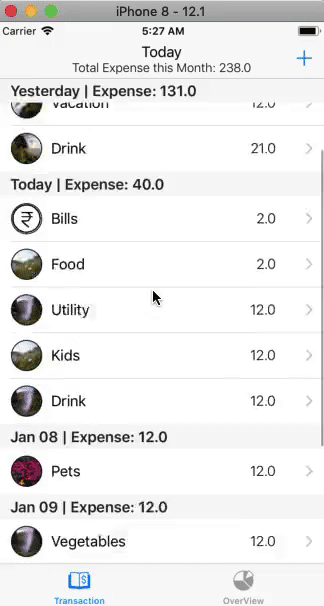 iPhone 8 - 12.1
Carrier 5:27 AM
Today
Total Expense this Month: 238.0
Yesterday | Expense: 131.0
Vacation 12.0
Drink 21.0
Today | Expense: 40.0
₹ Bills 2.0
Food 2.0
Utility 12.0
Kids 12.0
Drink 12.0
Jan 08 | Expense: 12.0
Pets 12.0
Jan 09 | Expense: 12.0
Vegetables 12.0
Transaction OverView